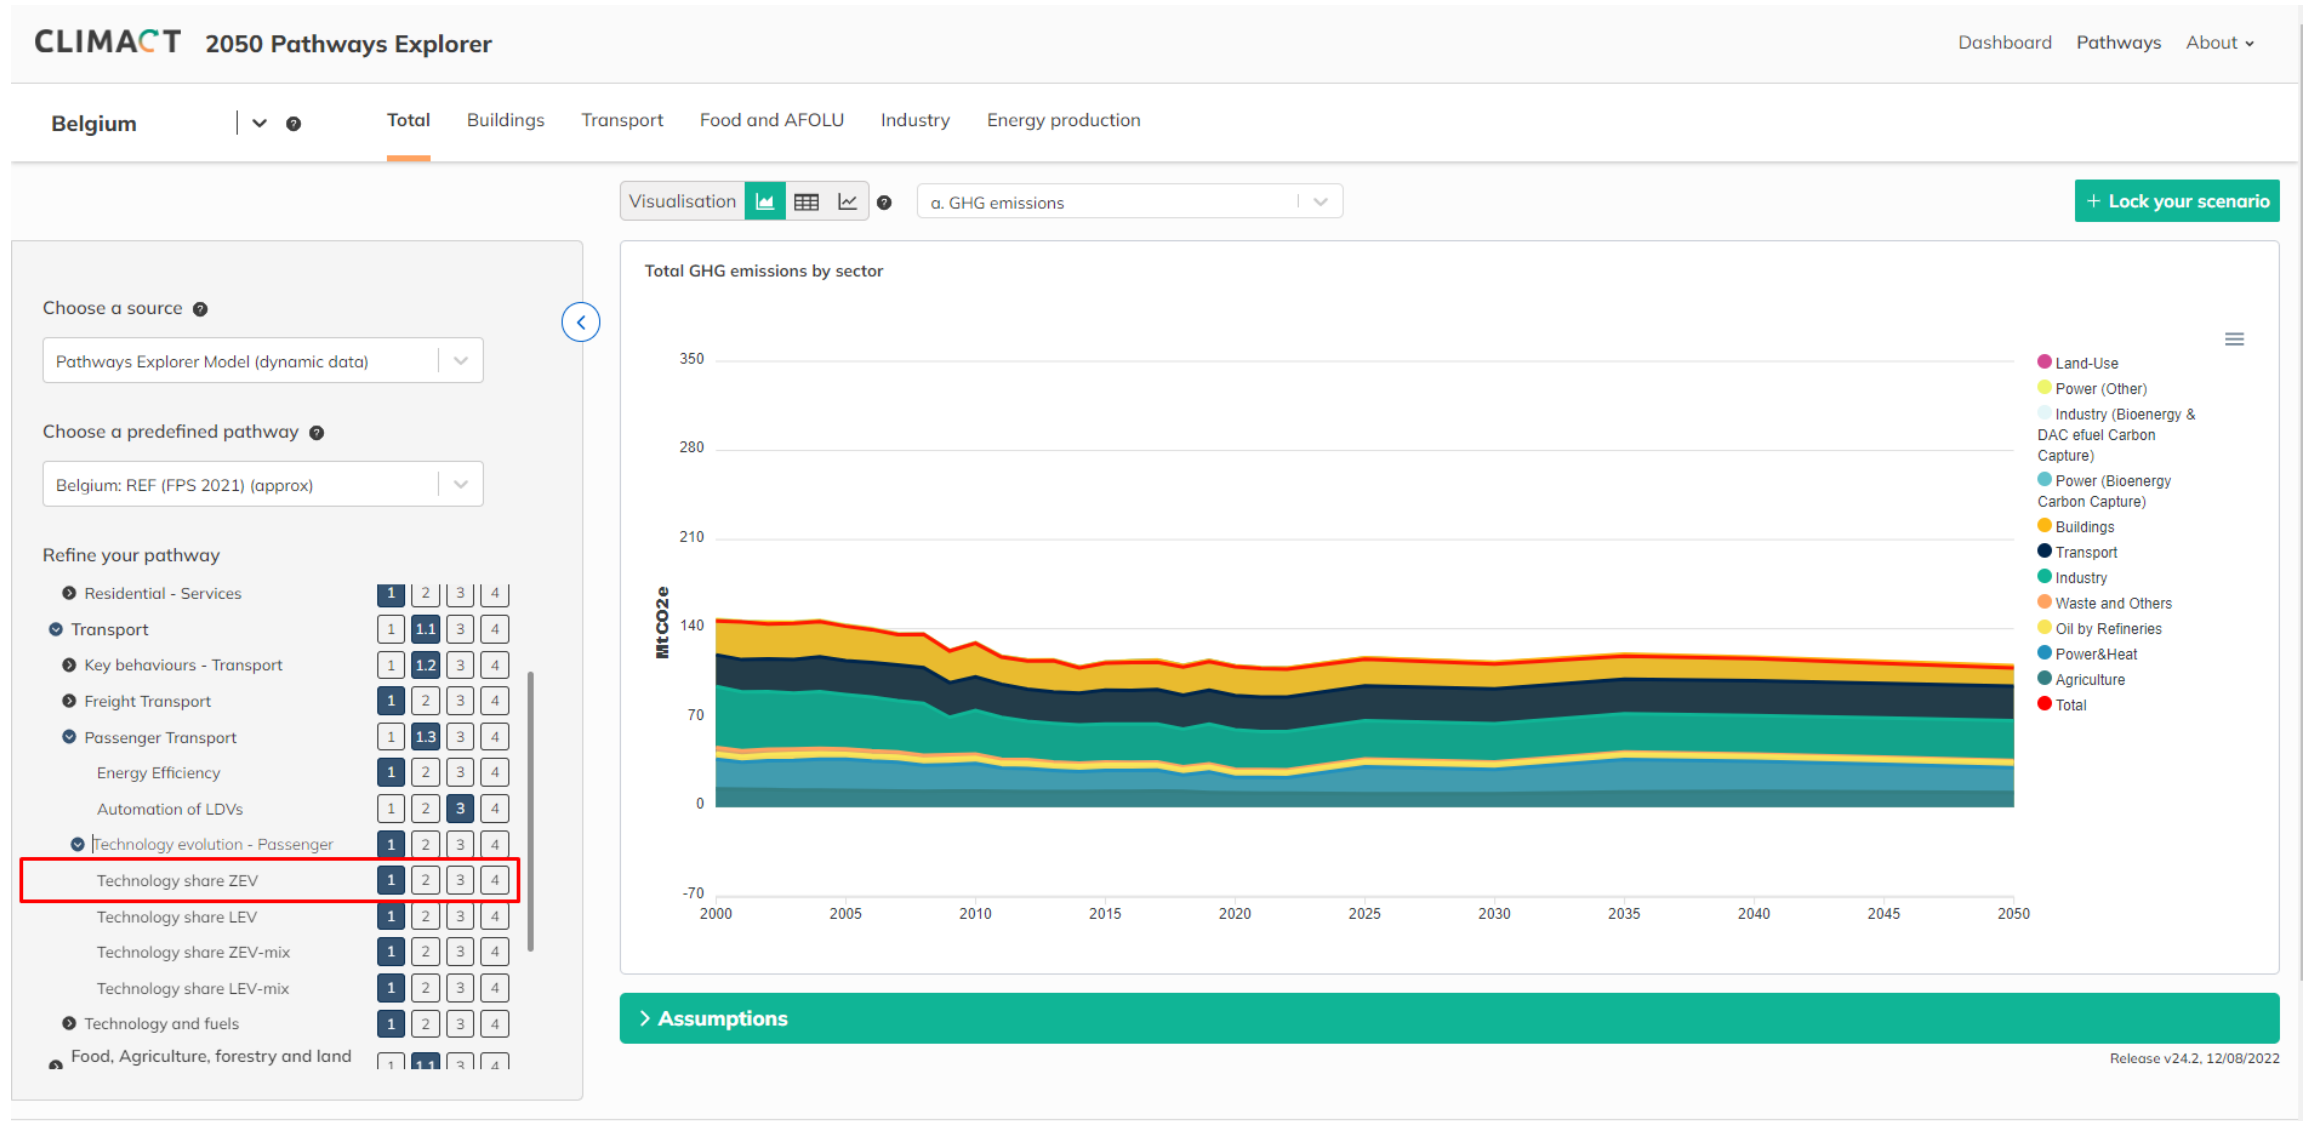 CLIMACT 2050 Pathways Explorer
Dashboard Pathways About
Belgium
Total Buildings Transport Food and AFOLU Industry Energy production
Visualisation
a. GHG emissions
+ Lock your scenario
Choose a source
Pathways Explorer Model (dynamic data)
Choose a predefined pathway
Belgium: REF (FPS 2021) (approx)
Refine your pathway
Residential - Services 1 2 3 4
Transport 1 1.1 3 4
Key behaviours - Transport 1 1.2 3 4
Freight Transport 1 2 3 4
Passenger Transport 1 1.3 3 4
Energy Efficiency 1 2 3 4
Automation of LDVs 1 2 3 4
Technology evolution - Passenger 1 2 3 4
Technology share ZEV 1 2 3 4
Technology share LEV 1 2 3 4
Technology share ZEV-mix 1 2 3 4
Technology share LEV-mix 1 2 3 4
Technology and fuels 1 2 3 4
Food, Agriculture, forestry and land 1 1.1 3 4
Total GHG emissions by sector
350
280
210
140
70
0
-70
MtCO2e
2000 2005 2010 2015 2020 2025 2030 2035 2040 2045 2050
Land-Use
Power (Other)
Industry (Bioenergy &
DAC efuel Carbon
Capture)
Power (Bioenergy
Carbon Capture)
Buildings
Transport
Industry
Waste and Others
Oil by Refineries
Power&Heat
Agriculture
Total
Assumptions
Release v24.2, 12/08/2022